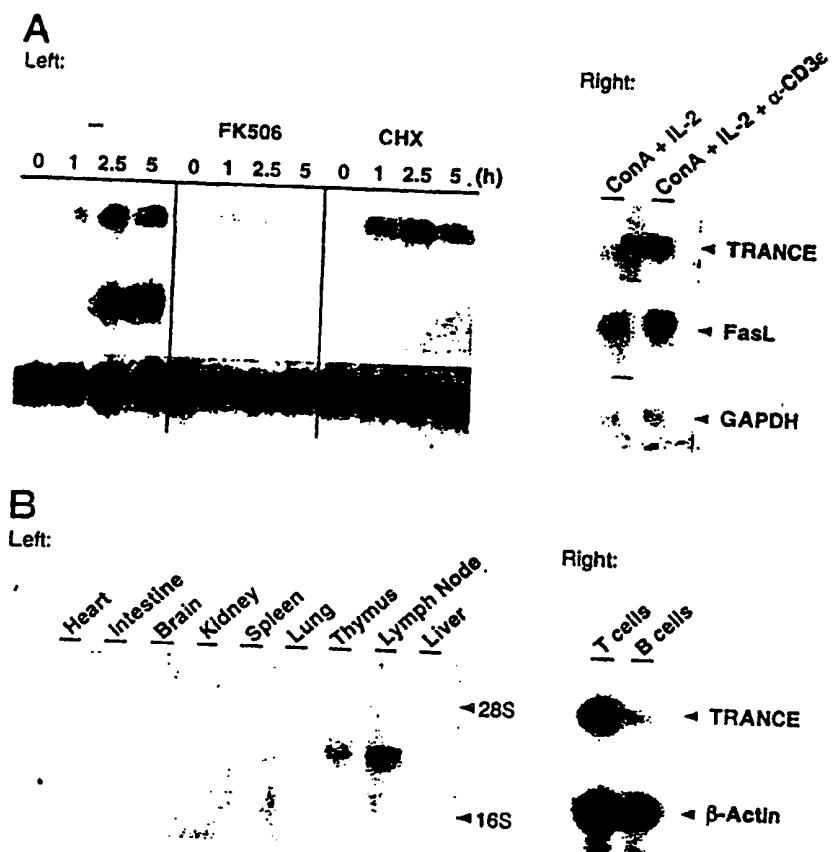 A
Left:
Right:
– FK506 CHX
0 1 2.5 5 0 1 2.5 5 0 1 2.5 5 (h)
ConA + IL-2
ConA + IL-2 + α-CD3ε
TRANCE
FasL
GAPDH
B
Left:
Right:
Heart Intestine Brain Kidney Spleen Lung Thymus Lymph Node Liver
T cells B cells
28S
TRANCE
16S
β-Actin